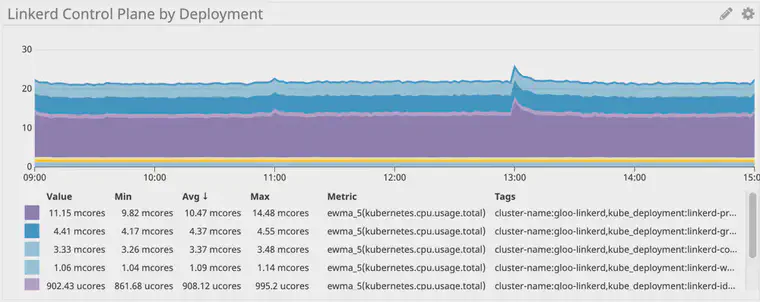 Linkerd Control Plane by Deployment
30
20
10
0
09:00 10:00 11:00 12:00 13:00 14:00 15:0
Value Min Avg ↓ Max Metric Tags
11.15 mcores 9.82 mcores 10.47 mcores 14.48 mcores ewma_5(kubernetes.cpu.usage.total) cluster-name:gloo-linkerd,kube_deployment:linkerd-pr...
4.41 mcores 4.17 mcores 4.37 mcores 4.55 mcores ewma_5(kubernetes.cpu.usage.total) cluster-name:gloo-linkerd,kube_deployment:linkerd-gr...
3.33 mcores 3.26 mcores 3.37 mcores 3.48 mcores ewma_5(kubernetes.cpu.usage.total) cluster-name:gloo-linkerd,kube_deployment:linkerd-co...
1.06 mcores 1.04 mcores 1.09 mcores 1.14 mcores ewma_5(kubernetes.cpu.usage.total) cluster-name:gloo-linkerd,kube_deployment:linkerd-w...
902.43 ucores 861.68 ucores 908.12 ucores 995.2 ucores ewma_5(kubernetes.cpu.usage.total) cluster-name:gloo-linkerd,kube_deployment:linkerd-id...